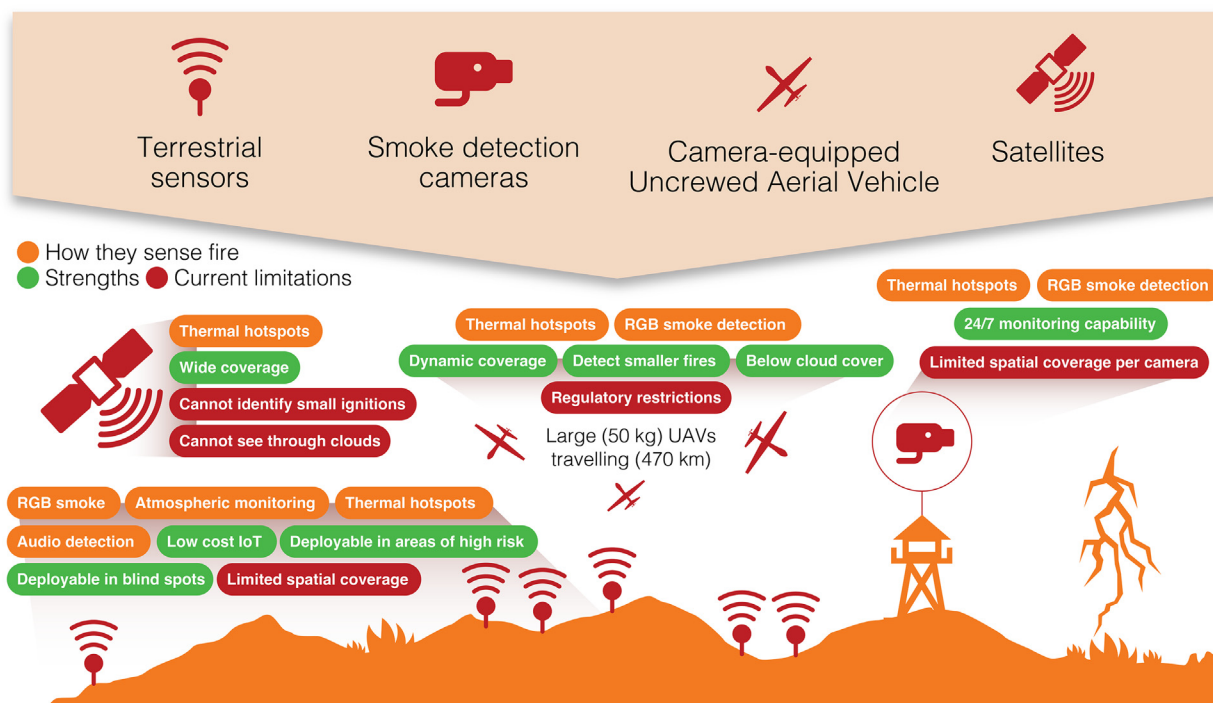 Terrestrial
sensors
Smoke detection
cameras
Camera-equipped
Uncrewed Aerial Vehicle
Satellites
How they sense fire
Strengths
Current limitations
Thermal hotspots
Wide coverage
Cannot identify small ignitions
Cannot see through clouds
Thermal hotspots
RGB smoke detection
Dynamic coverage
Detect smaller fires
Below cloud cover
Regulatory restrictions
Large (50 kg) UAVs
travelling (470 km)
Thermal hotspots
RGB smoke detection
24/7 monitoring capability
Limited spatial coverage per camera
RGB smoke
Atmospheric monitoring
Thermal hotspots
Audio detection
Low cost IoT
Deployable in areas of high risk
Deployable in blind spots
Limited spatial coverage